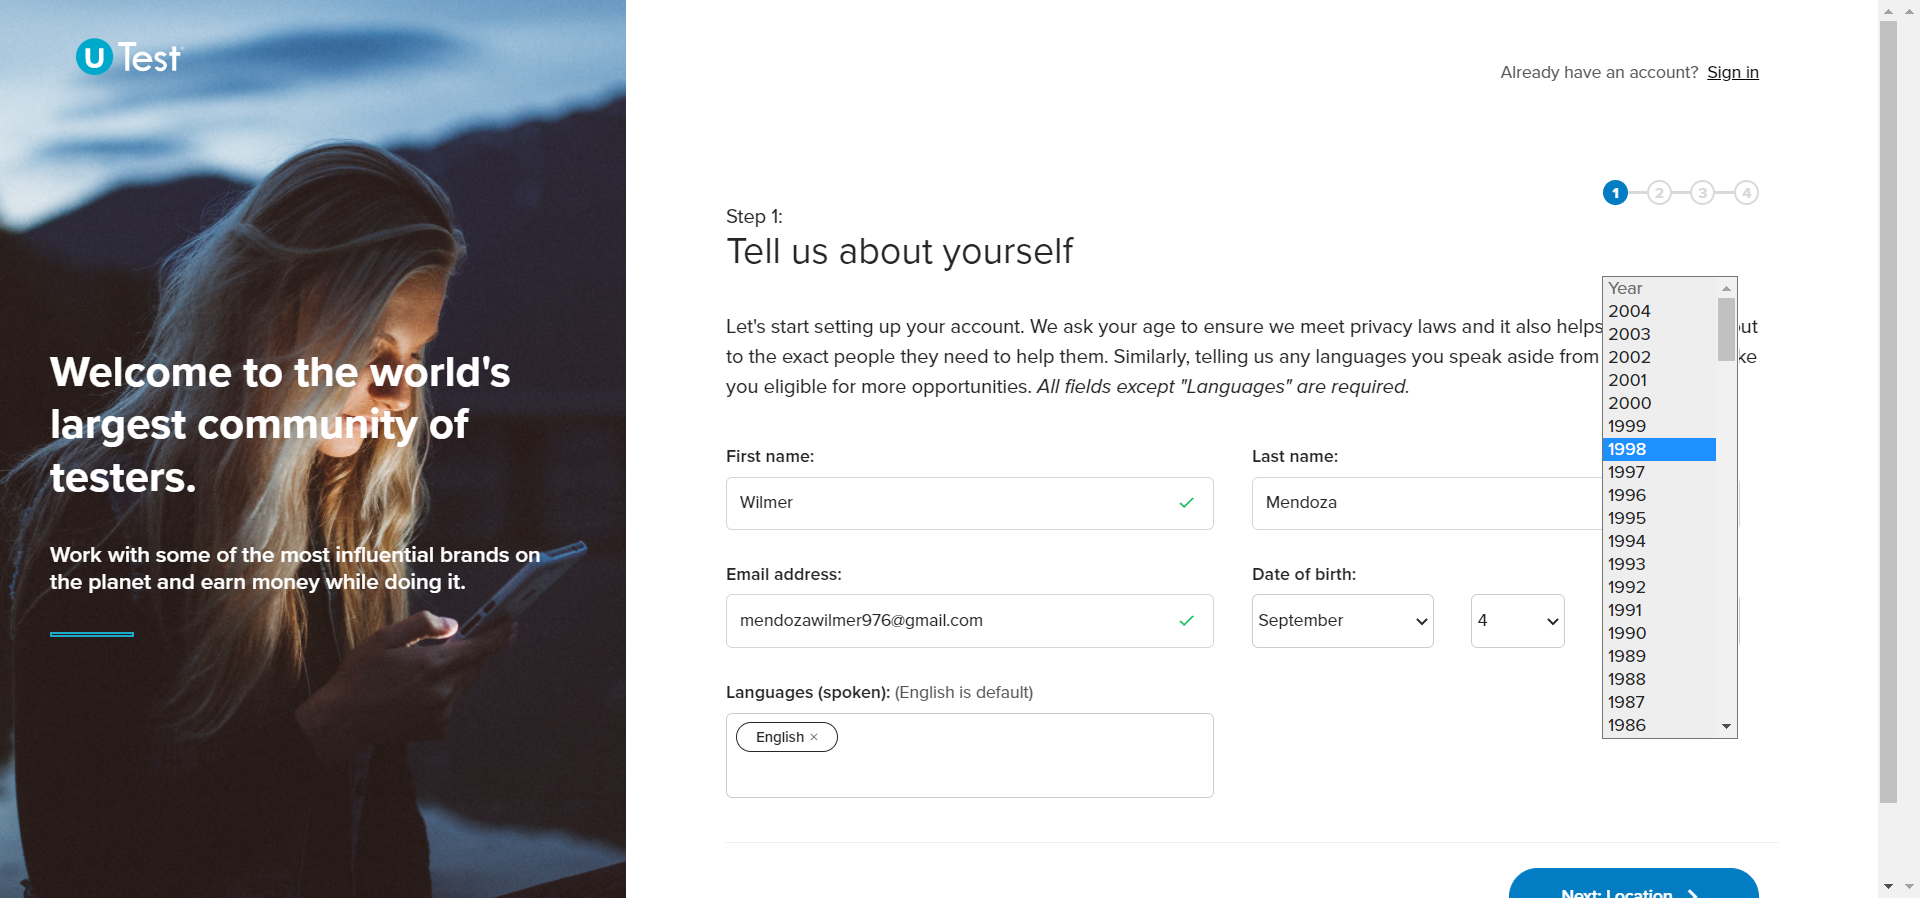 U Test
Already have an account? Sign in
1 2 3 4
Step 1:
Tell us about yourself
Let's start setting up your account. We ask your age to ensure we meet privacy laws and it also helps
to the exact people they need to help them. Similarly, telling us any languages you speak aside from
you eligible for more opportunities. All fields except "Languages" are required.
Welcome to the world's
largest community of
testers.
Work with some of the most influential brands on
the planet and earn money while doing it.
First name:
Wilmer
Last name:
Mendoza
Email address:
mendozawilmer976@gmail.com
Date of birth:
September
4
Year
2004
2003
2002
2001
2000
1999
1998
1997
1996
1995
1994
1993
1992
1991
1990
1989
1988
1987
1986
Languages (spoken): (English is default)
English ×
Next: Location